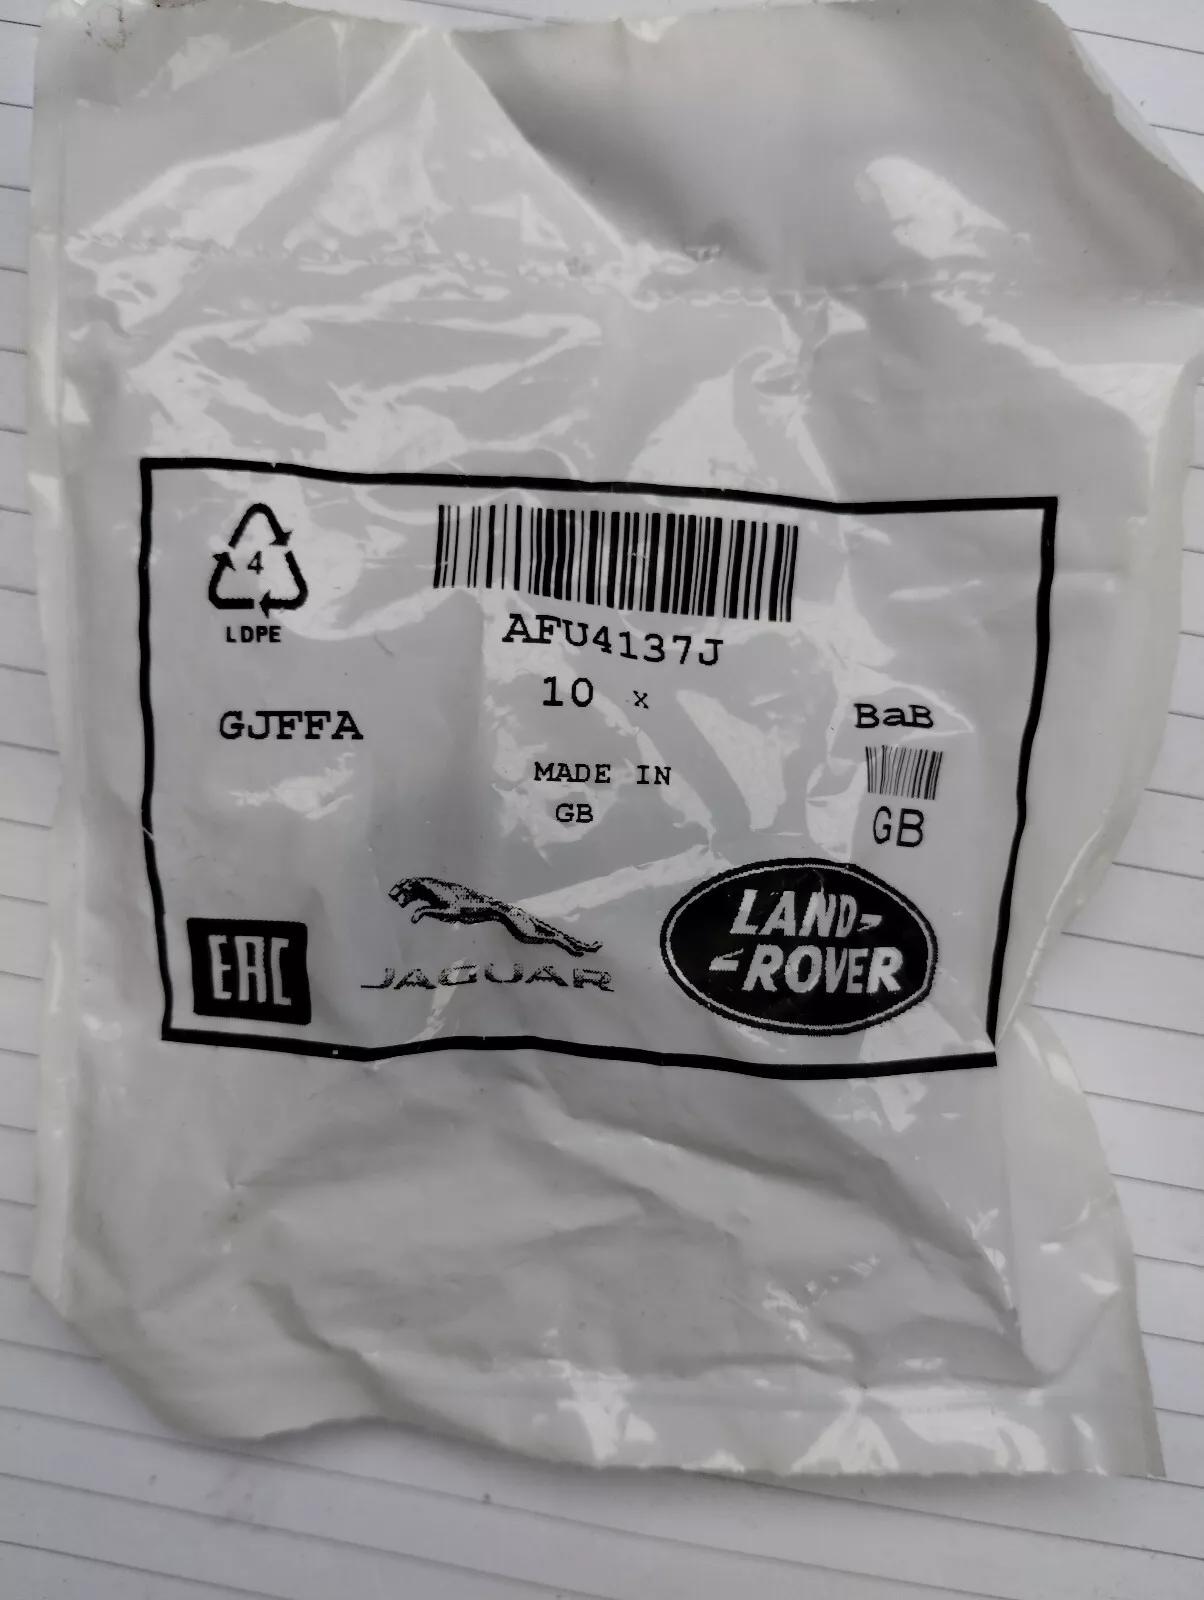 4
LDPE
AFU4137J
10 x
GJFFA
BaB
MADE IN
GB
GB
EAC
JAGUAR
LAND-
-ROVER